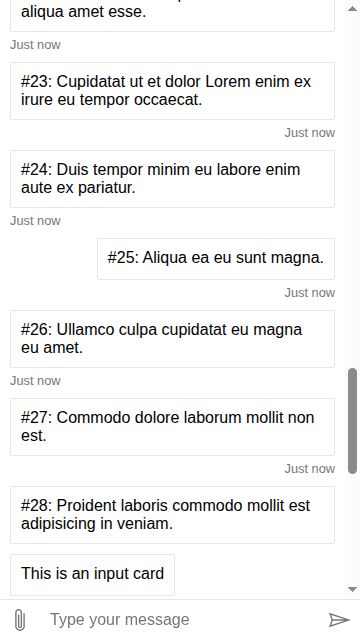 aliqua amet esse.
Just now
#23: Cupidatat ut et dolor Lorem enim ex
irure eu tempor occaecat.
Just now
#24: Duis tempor minim eu labore enim
aute ex pariatur.
Just now
#25: Aliqua ea eu sunt magna.
Just now
#26: Ullamco culpa cupidatat eu magna
eu amet.
Just now
#27: Commodo dolore laborum mollit non
est.
Just now
#28: Proident laboris commodo mollit est
adipisicing in veniam.
This is an input card
Type your message